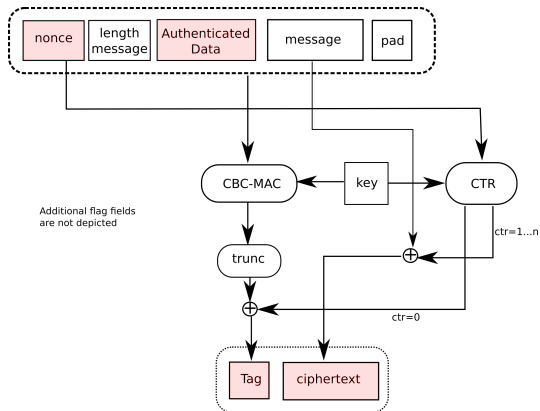 nonce
length
message
Authenticated
Data
message
pad
CBC-MAC
key
CTR
Additional flag fields
are not depicted
ctr=1...n
trunc
ctr=0
Tag
ciphertext